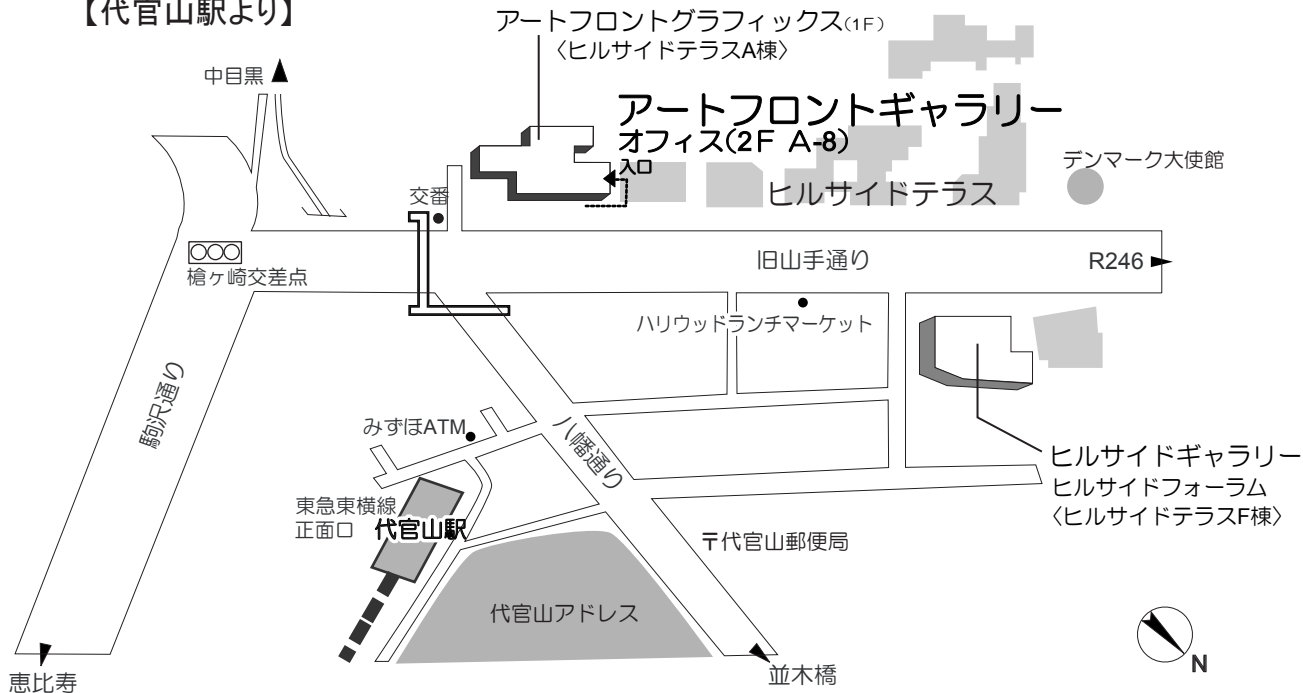 【代官山駅より】
アートフロントグラフィックス(1F)
〈ヒルサイドテラスA棟〉
中目黒
アートフロントギャラリー
オフィス(2F A-8)
入口
デンマーク大使館
ヒルサイドテラス
交番
旧山手通り
R246
槍ヶ崎交差点
ハリウッドランチマーケット
駒沢通り
みずほATM
八幡通り
ヒルサイドギャラリー
ヒルサイドフォーラム
〈ヒルサイドテラスF棟〉
東急東横線
正面口
代官山駅
〒代官山郵便局
代官山アドレス
N
恵比寿
並木橋